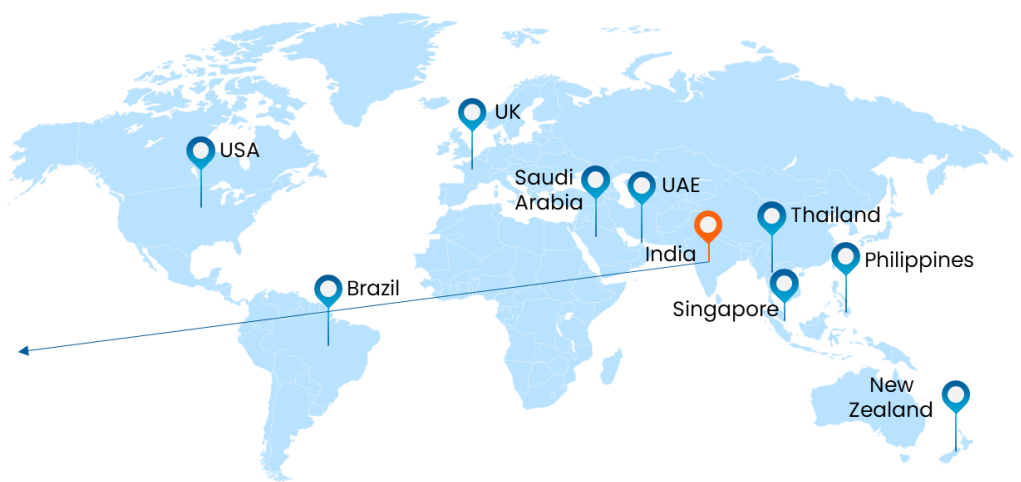 UK
USA
Saudi
Arabia
UAE
Thailand
India
Philippines
Brazil
Singapore
New
Zealand